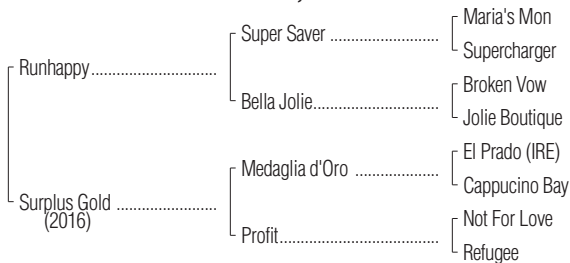 Maria's Mon
Super Saver ........................
Supercharger
Runhappy............................
Broken Vow
Bella Jolie...........................
Jolie Boutique
El Prado (IRE)
Medaglia d'Oro ..................
Cappucino Bay
Surplus Gold ......................
(2016)
Not For Love
Profit..................................
Refugee